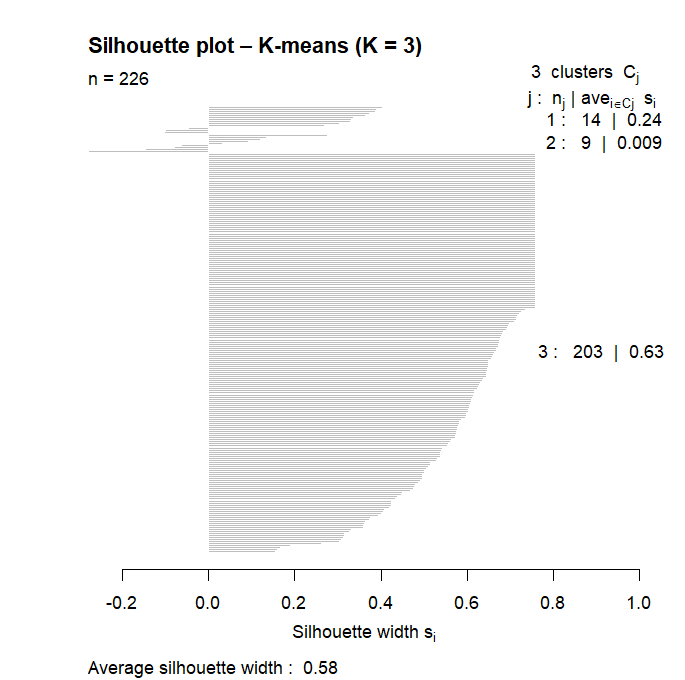 Silhouette plot – K-means (K = 3)
n = 226
3 clusters Cj
j : nj | avei∈Cj si
1 : 14 | 0.24
2 : 9 | 0.009
3 : 203 | 0.63
-0.2 0.0 0.2 0.4 0.6 0.8 1.0
Silhouette width si
Average silhouette width : 0.58